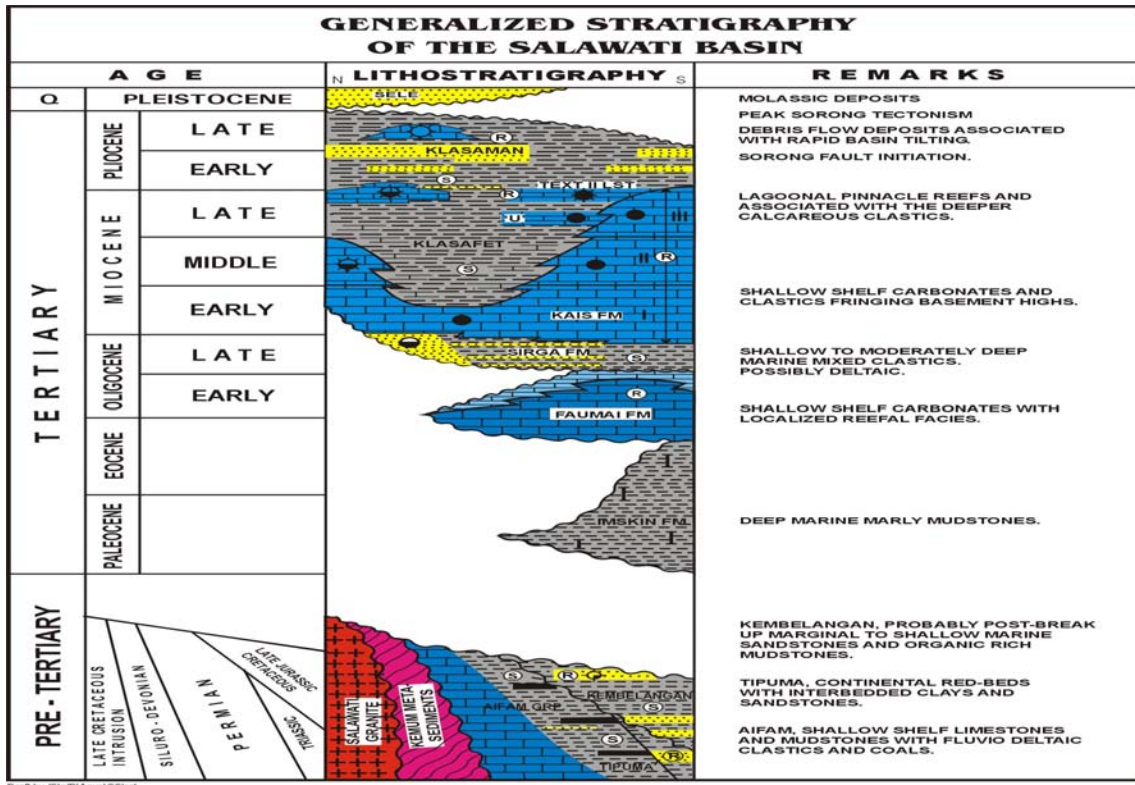 GENERALIZED STRATIGRAPHY
OF THE SALAWATI BASIN
A G E
N LITHOSTRATIGRAPHY S
R E M A R K S
Q
PLEISTOCENE
SELE
MOLASSIC DEPOSITS
TERTIARY
PLIOCENE
L A T E
R
KLASAMAN
PEAK SORONG TECTONISM
DEBRIS FLOW DEPOSITS ASSOCIATED
WITH RAPID BASIN TILTING.
EARLY
S
SORONG FAULT INITIATION.
MIOCENE
L A T E
R
TEXT II LST
"U"
III
KLASAFET
LAGOONAL PINNACLE REEFS AND
ASSOCIATED WITH THE DEEPER
CALCAREOUS CLASTICS.
MIDDLE
S
II
R
EARLY
KAIS FM
I
SHALLOW SHELF CARBONATES AND
CLASTICS FRINGING BASEMENT HIGHS.
OLIGOCENE
L A T E
SIRGA FM
S
SHALLOW TO MODERATELY DEEP
MARINE MIXED CLASTICS.
POSSIBLY DELTAIC.
EARLY
R
FAUMAI FM
SHALLOW SHELF CARBONATES WITH
LOCALIZED REEFAL FACIES.
EOCENE
I
I
PALEOCENE
IMSKIN FM
I
I
DEEP MARINE MARLY MUDSTONES.
PRE - TERTIARY
LATE CRETACEOUS
INTRUSION
SILURO - DEVONIAN
PERMIAN
LATE JURASSIC
CRETACEOUS
TRIASSIC
SALAWATI
GRANITE
KEMUM META-
SEDIMENTS
S
R
KEMBELANGAN
AIFAM GRP
S
S
R
TIPUMA
KEMBELANGAN, PROBABLY POST-BREAK
UP MARGINAL TO SHALLOW MARINE
SANDSTONES AND ORGANIC RICH
MUDSTONES.
TIPUMA, CONTINENTAL RED-BEDS
WITH INTERBEDDED CLAYS AND
SANDSTONES.
AIFAM, SHALLOW SHELF LIMESTONES
AND MUDSTONES WITH FLUVIO DELTAIC
CLASTICS AND COALS.